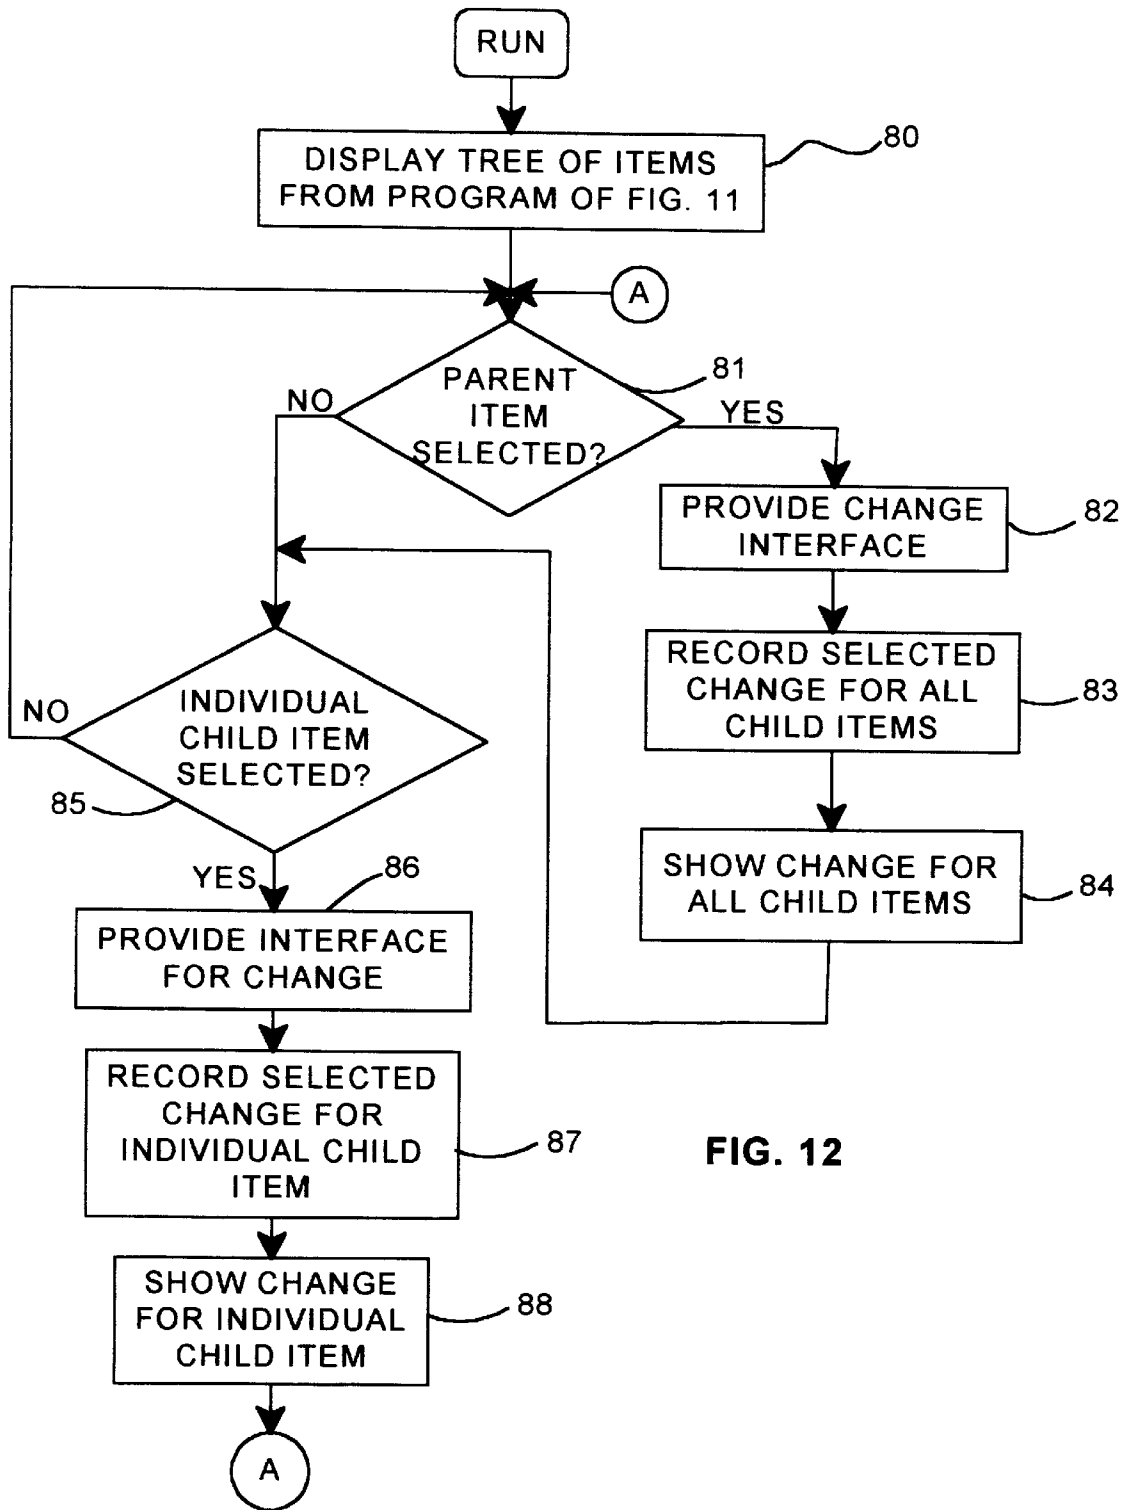 RUN
DISPLAY TREE OF ITEMS
FROM PROGRAM OF FIG. 11
80
A
PARENT
ITEM
SELECTED?
81
NO
YES
PROVIDE CHANGE
INTERFACE
82
RECORD SELECTED
CHANGE FOR ALL
CHILD ITEMS
83
SHOW CHANGE FOR
ALL CHILD ITEMS
84
INDIVIDUAL
CHILD ITEM
SELECTED?
NO
85
YES
86
PROVIDE INTERFACE
FOR CHANGE
RECORD SELECTED
CHANGE FOR
INDIVIDUAL CHILD
ITEM
87
FIG. 12
SHOW CHANGE
FOR INDIVIDUAL
CHILD ITEM
88
A